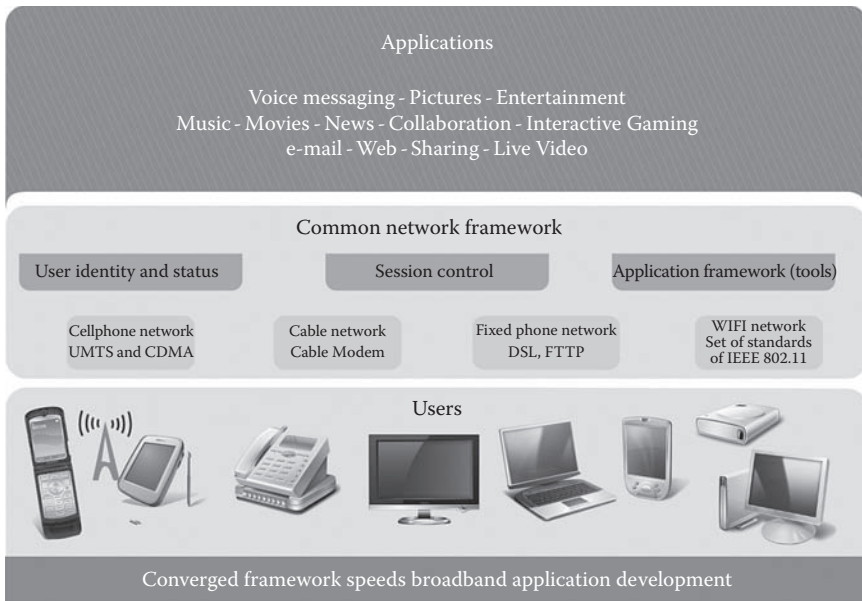 Applications
Voice messaging - Pictures - Entertainment
Music - Movies - News - Collaboration - Interactive Gaming
e-mail - Web - Sharing - Live Video
Common network framework
User identity and status
Session control
Application framework (tools)
Cellphone network
UMTS and CDMA
Cable network
Cable Modem
Fixed phone network
DSL, FTTP
WIFI network
Set of standards
of IEEE 802.11
Users
Converged framework speeds broadband application development